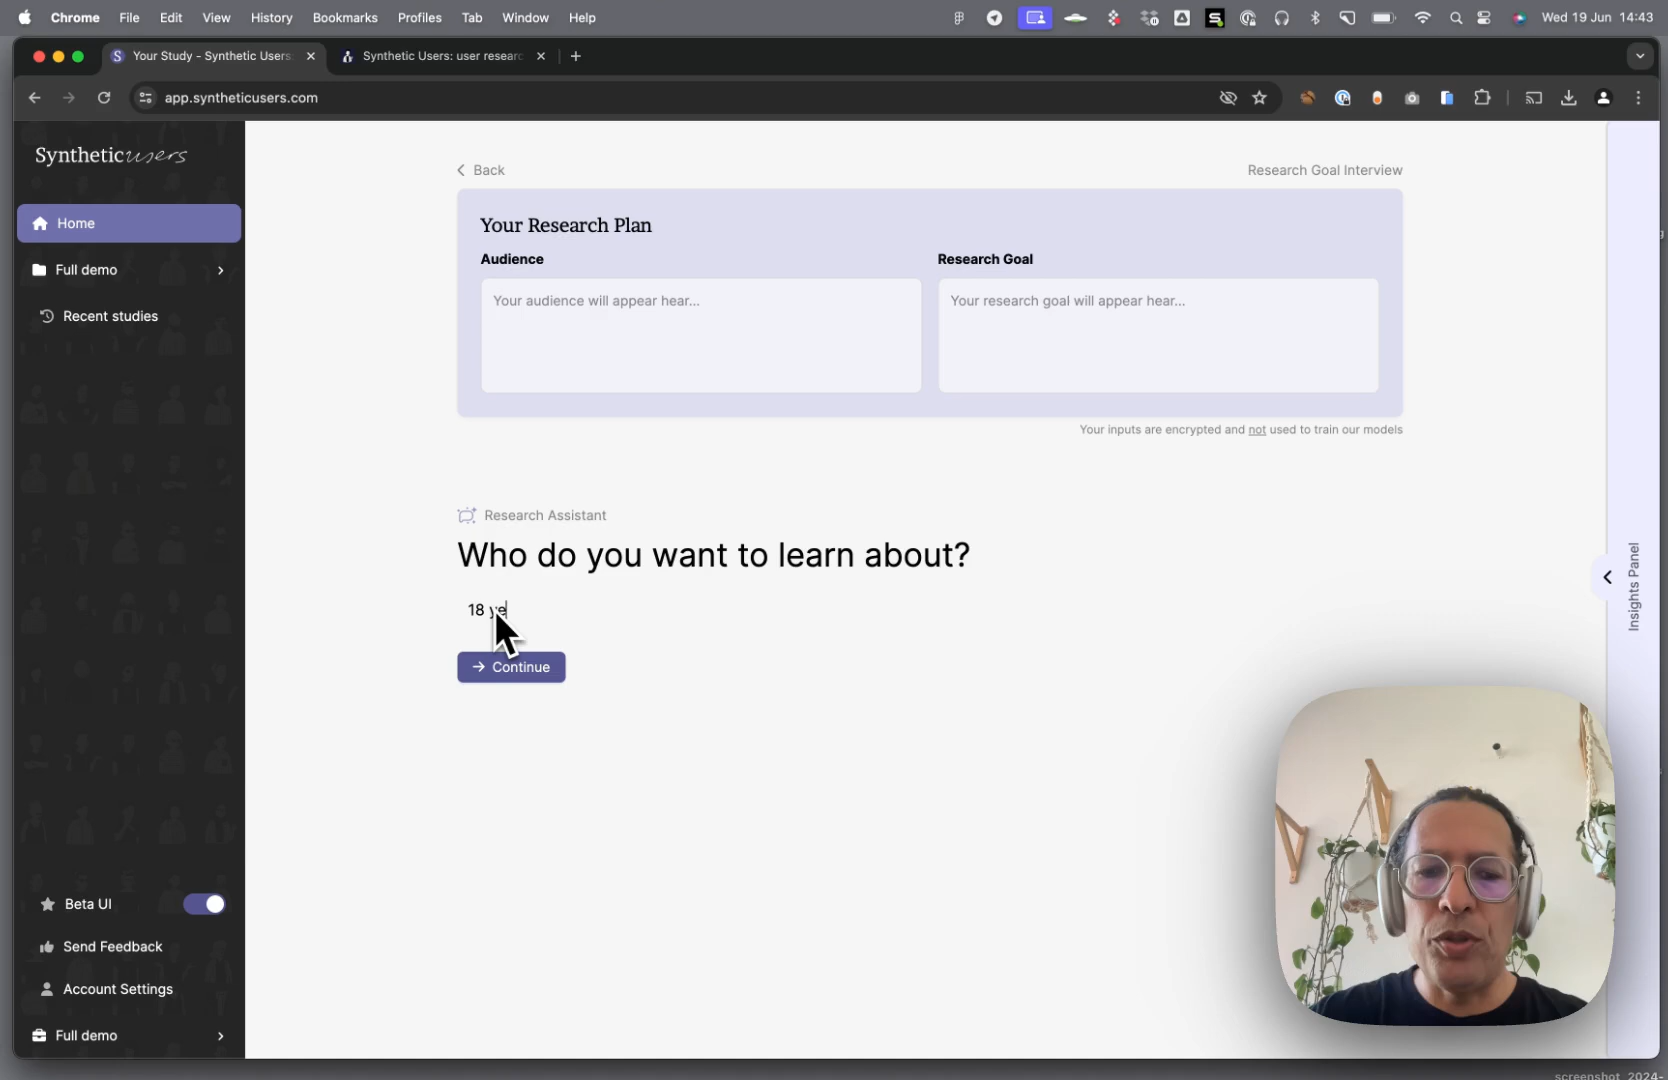 Chrome File Edit View History Bookmarks Profiles Tab Window Help Wed 19 Jun 14:43
Your Study - Synthetic Users Synthetic Users: user researc
app.syntheticusers.com
Syntheticusers
Home
Full demo
Recent studies
Back Research Goal Interview
Your Research Plan
Audience Research Goal
Your audience will appear hear... Your research goal will appear hear...
Your inputs are encrypted and not used to train our models
Research Assistant
Who do you want to learn about?
18 ye
Continue
Insights Panel
Beta UI
Send Feedback
Account Settings
Full demo
screenshot_2024-